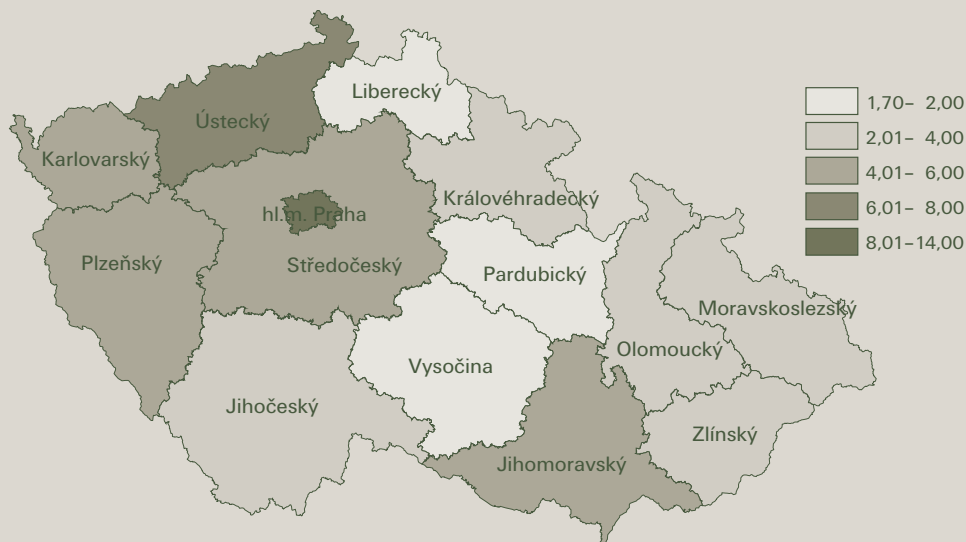 Liberecký
1,70– 2,00
Ústecký
2,01– 4,00
Karlovarský
4,01– 6,00
Královéhradecký
6,01– 8,00
hl.m. Praha
8,01–14,00
Plzeňský
Středočeský
Pardubický
Moravskoslezský
Olomoucký
Vysočina
Jihočeský
Zlínský
Jihomoravský